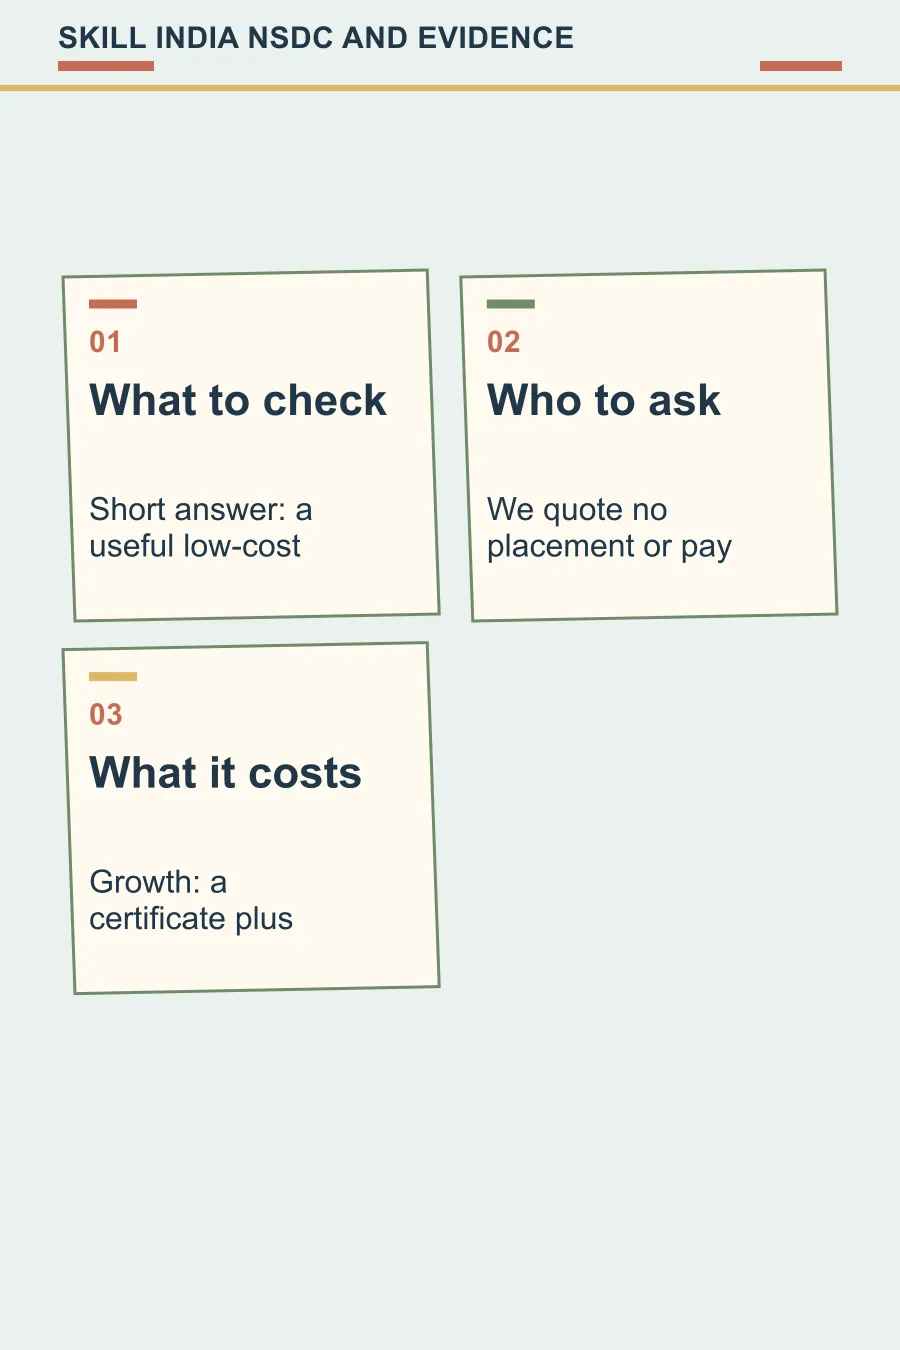 SKILL INDIA NSDC AND EVIDENCE
01
What to check
Short answer: a
useful low-cost
02
Who to ask
We quote no
placement or pay
03
What it costs
Growth: a
certificate plus